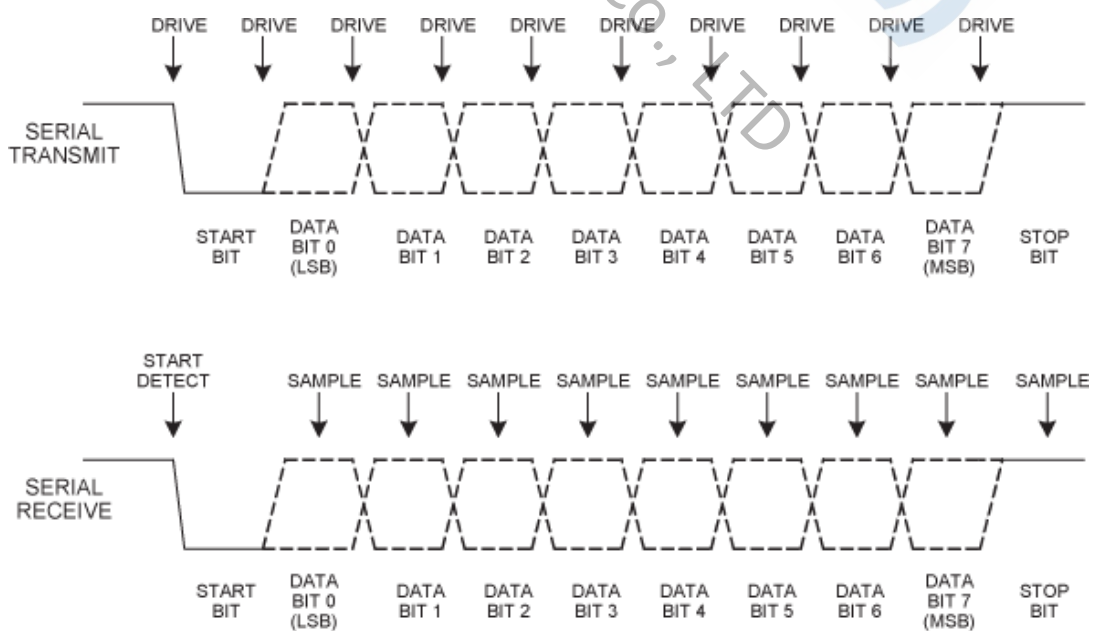 DRIVE DRIVE DRIVE DRIVE DRIVE DRIVE DRIVE DRIVE DRIVE DRIVE
Co., LTD
SERIAL
TRANSMIT
START
BIT
DATA
BIT 0
(LSB)
DATA
BIT 1
DATA
BIT 2
DATA
BIT 3
DATA
BIT 4
DATA
BIT 5
DATA
BIT 6
DATA
BIT 7
(MSB)
STOP
BIT
START
DETECT
SAMPLE SAMPLE SAMPLE SAMPLE SAMPLE SAMPLE SAMPLE SAMPLE SAMPLE
SERIAL
RECEIVE
START
BIT
DATA
BIT 0
(LSB)
DATA
BIT 1
DATA
BIT 2
DATA
BIT 3
DATA
BIT 4
DATA
BIT 5
DATA
BIT 6
DATA
BIT 7
(MSB)
STOP
BIT